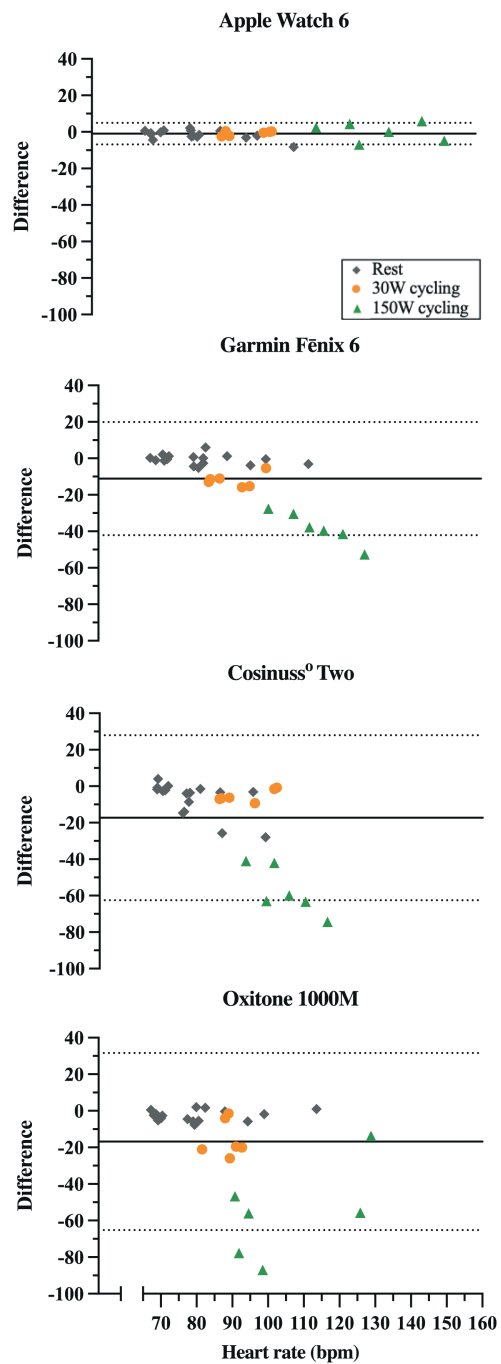 Apple Watch 6
40
20
0
-20
-40
-60
-80
-100
Difference
Rest
30W cycling
150W cycling
Garmin Fēnix 6
40
20
0
-20
-40
-60
-80
-100
Difference
Cosinussº Two
40
20
0
-20
-40
-60
-80
-100
Difference
Oxitone 1000M
40
20
0
-20
-40
-60
-80
-100
Difference
70 80 90 100 110 120 130 140 150 160
Heart rate (bpm)